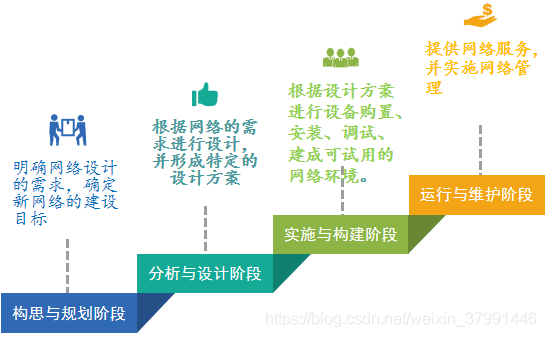 明确网络设计
的需求，确定
新网络的建设
目标
构思与规划阶段
根据网络的需
求进行设计，
并形成特定的
设计方案
分析与设计阶段
根据设计方案
进行设备购置、
安装、调试、
建成可试用的
网络环境。
实施与构建阶段
提供网络服务，
并实施网络管
理
运行与维护阶段
https://blog.csdn.net/weixin_37991446